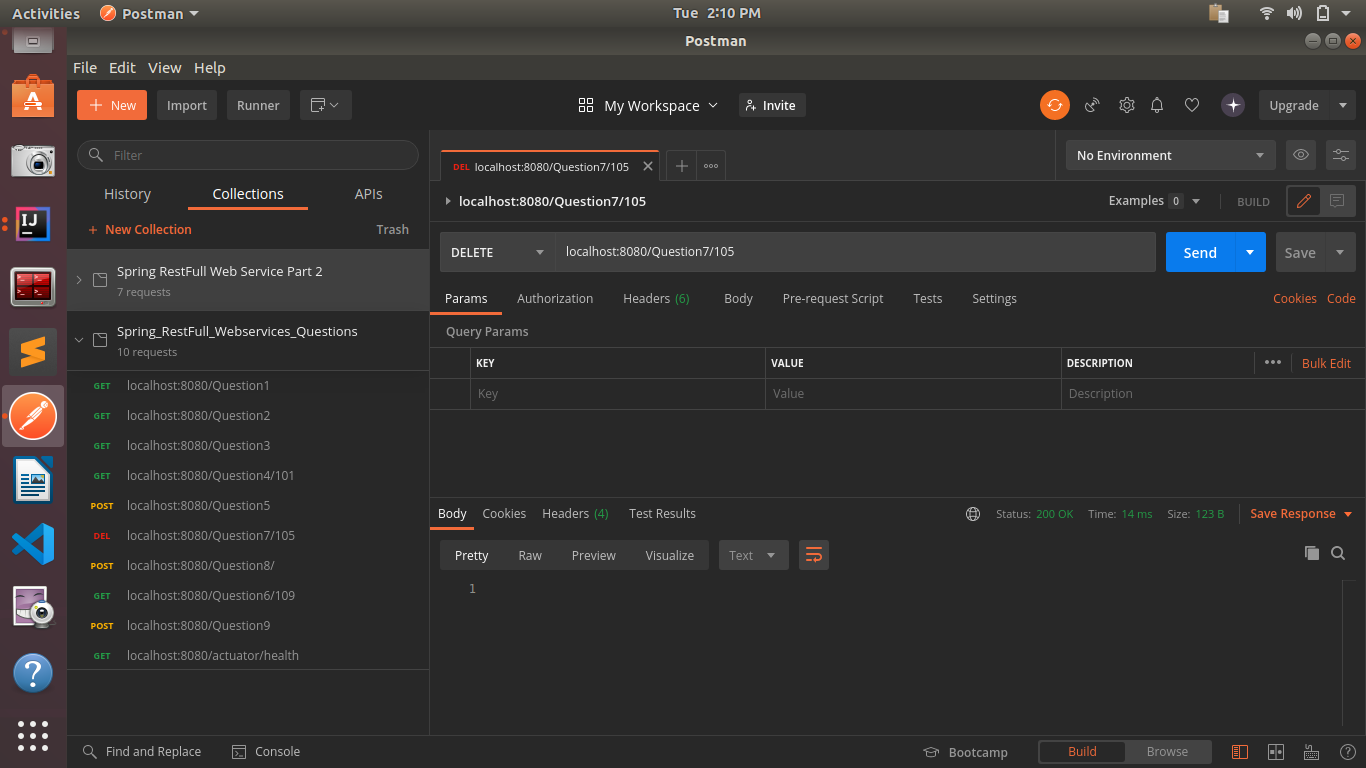 Activities Postman Tue 2:10 PM
Postman
File Edit View Help
+ New Import Runner My Workspace Invite Upgrade
Filter
History Collections APIs
+ New Collection Trash
Spring RestFull Web Service Part 2
7 requests
Spring_RestFull_Webservices_Questions
10 requests
GET localhost:8080/Question1
GET localhost:8080/Question2
GET localhost:8080/Question3
GET localhost:8080/Question4/101
POST localhost:8080/Question5
DEL localhost:8080/Question7/105
POST localhost:8080/Question8/
GET localhost:8080/Question6/109
POST localhost:8080/Question9
GET localhost:8080/actuator/health
DEL localhost:8080/Question7/105
No Environment
localhost:8080/Question7/105 Examples 0 BUILD
DELETE localhost:8080/Question7/105 Send Save
Params Authorization Headers (6) Body Pre-request Script Tests Settings Cookies Code
Query Params
KEY VALUE DESCRIPTION Bulk Edit
Key Value Description
Body Cookies Headers (4) Test Results Status: 200 OK Time: 14 ms Size: 123 B Save Response
Pretty Raw Preview Visualize Text
1
Find and Replace Console Bootcamp Build Browse
IJ